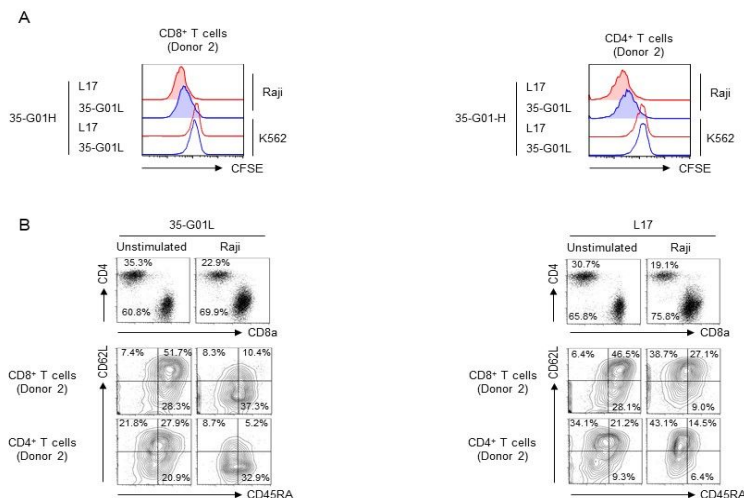 A
CD8+ T cells
(Donor 2)
35-G01H
L17
35-G01L
L17
35-G01L
Raji
K562
CFSE
CD4+ T cells
(Donor 2)
35-G01-H
L17
35-G01L
L17
35-G01L
Raji
K562
CFSE
B
35-G01L
Unstimulated Raji
35.3% 22.9%
CD4
60.8% 69.9%
CD8a
CD62L
7.4% 51.7% 8.3% 10.4%
CD8+ T cells
(Donor 2)
28.3% 37.3%
21.8% 27.9% 8.7% 5.2%
CD4+ T cells
(Donor 2)
20.9% 32.9%
CD45RA
L17
Unstimulated Raji
30.7% 19.1%
CD4
65.8% 75.8%
CD8a
CD62L
6.4% 46.5% 38.7% 27.1%
CD8+ T cells
(Donor 2)
28.1% 9.0%
34.1% 21.2% 43.1% 14.5%
CD4+ T cells
(Donor 2)
9.3% 6.4%
CD45RA